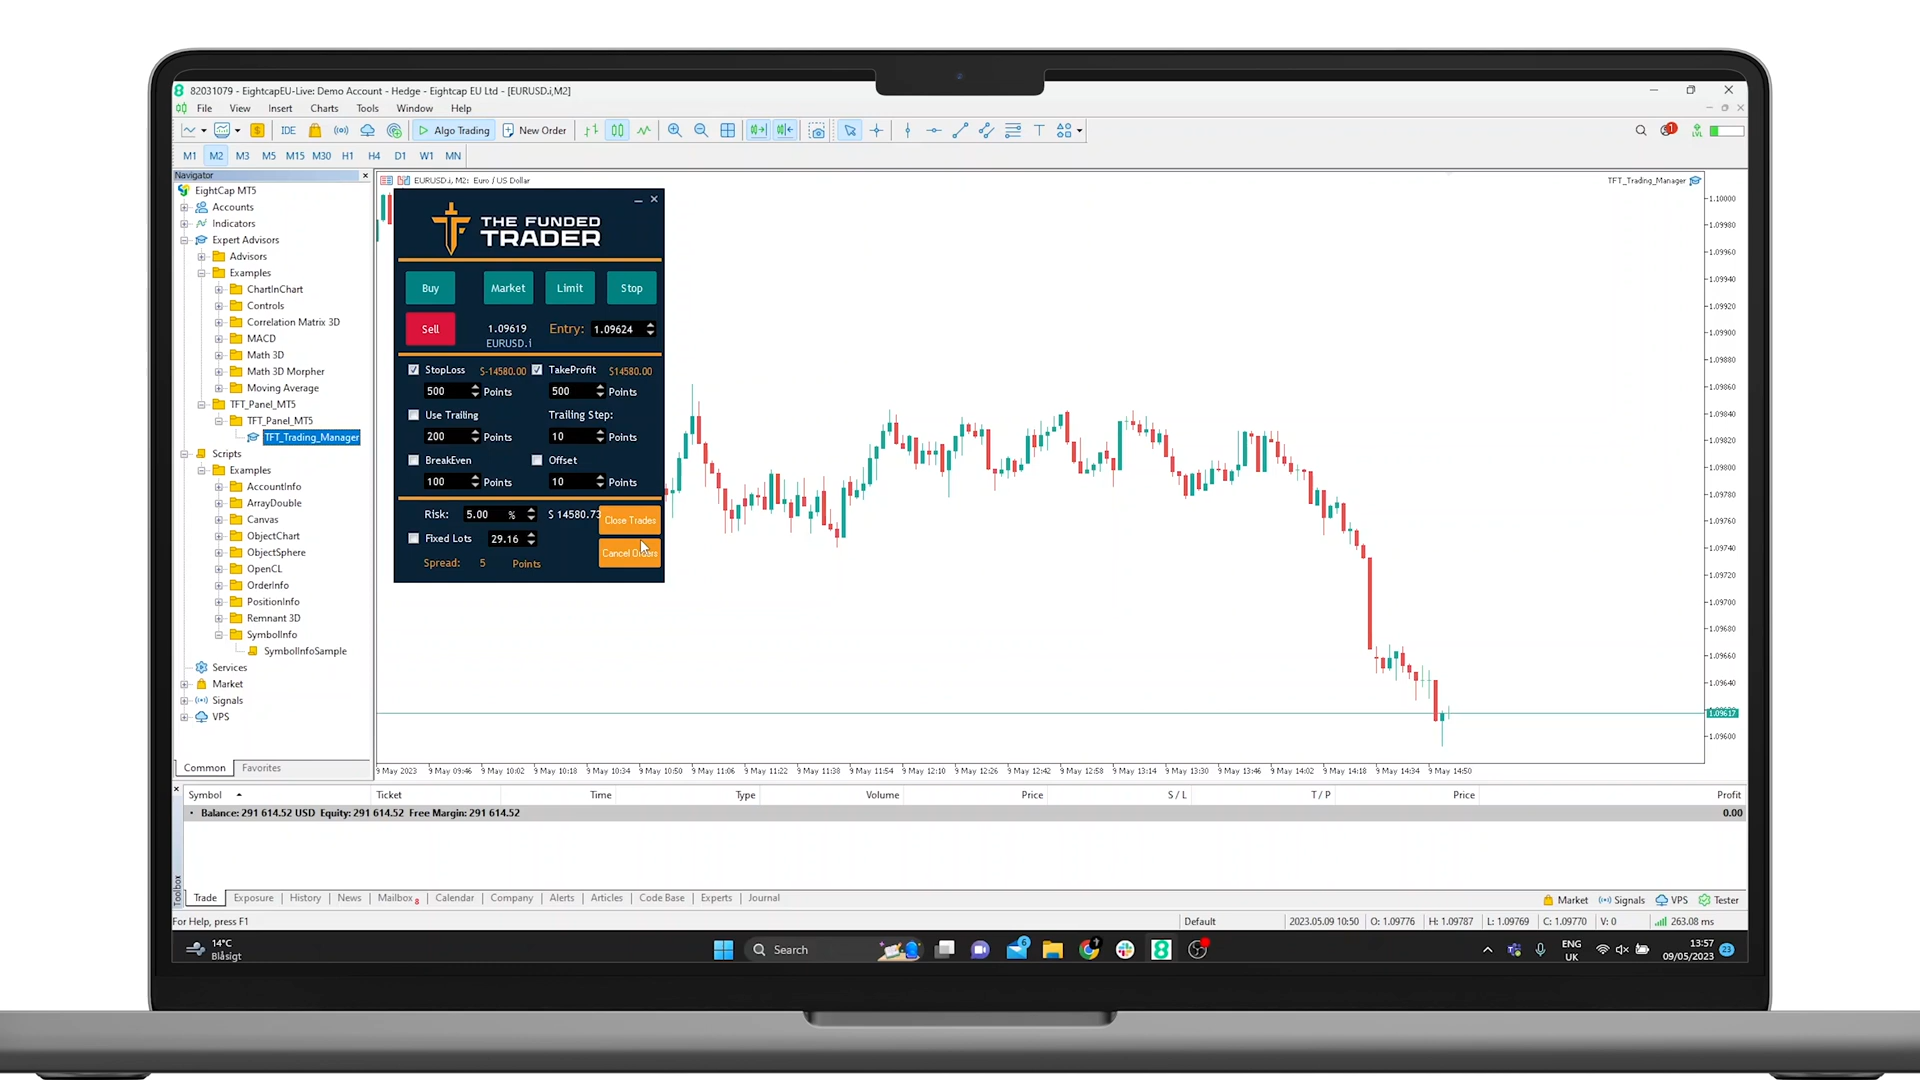 82031079 - EightcapEU-Live: Demo Account - Hedge - Eightcap EU Ltd - [EURUSD.i,M2]
File View Insert Charts Tools Window Help
IDE Algo Trading New Order
M1 M2 M3 M5 M15 M30 H1 H4 D1 W1 MN
Navigator
EightCap MT5
Accounts
Indicators
Expert Advisors
Advisors
Examples
ChartInChart
Controls
Correlation Matrix 3D
MACD
Math 3D
Math 3D Morpher
Moving Average
TFT_Panel_MT5
TFT_Panel_MT5
TFT_Trading_Manager
Scripts
Examples
AccountInfo
ArrayDouble
Canvas
ObjectChart
ObjectSphere
OpenCL
OrderInfo
PositionInfo
Remnant 3D
SymbolInfo
SymbolInfoSample
Services
Market
Signals
VPS
Common Favorites
EURUSD.i, M2: Euro / US Dollar
TFT_Trading_Manager
THE FUNDED
TRADER
Buy Market Limit Stop
Sell 1.09619 Entry: 1.09624
EURUSD.i
StopLoss $-14580.00 TakeProfit $14580.00
500 Points 500 Points
Use Trailing Trailing Step:
200 Points 10 Points
BreakEven Offset
100 Points 10 Points
Risk: 5.00 % $ 14580.73 Close Trades
Fixed Lots 29.16
Cancel
Spread: 5 Points
1.10000
1.09980
1.09960
1.09940
1.09920
1.09900
1.09880
1.09860
1.09840
1.09820
1.09800
1.09780
1.09760
1.09740
1.09720
1.09700
1.09680
1.09660
1.09640
1.09617
1.09600
9 May 2023 9 May 09:46 9 May 10:02 9 May 10:18 9 May 10:34 9 May 10:50 9 May 11:06 9 May 11:22 9 May 11:38 9 May 11:54 9 May 12:10 9 May 12:26 9 May 12:42 9 May 12:58 9 May 13:14 9 May 13:30 9 May 13:46 9 May 14:02 9 May 14:18 9 May 14:34 9 May 14:50
Symbol Ticket Time Type Volume Price S / L T / P Price Profit
Balance: 291 614.52 USD Equity: 291 614.52 Free Margin: 291 614.52 0.00
Toolbox
Trade Exposure History News Mailbox 8 Calendar Company Alerts Articles Code Base Experts Journal
Market Signals VPS Tester
For Help, press F1 Default 2023.05.09 10:50 O: 1.09776 H: 1.09787 L: 1.09769 C: 1.09770 V: 0 263.08 ms
14°C
Blåsigt
Search
6
ENG
UK
13:57
09/05/2023
23